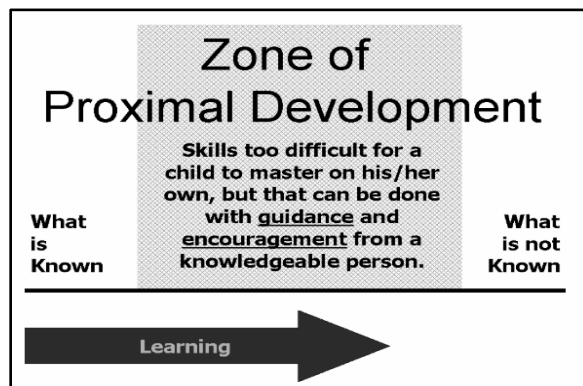 Zone of
Proximal Development
Skills too difficult for a
child to master on his/her
own, but that can be done
with guidance and
encouragement from a
knowledgeable person.
What
is
Known
What
is not
Known
Learning